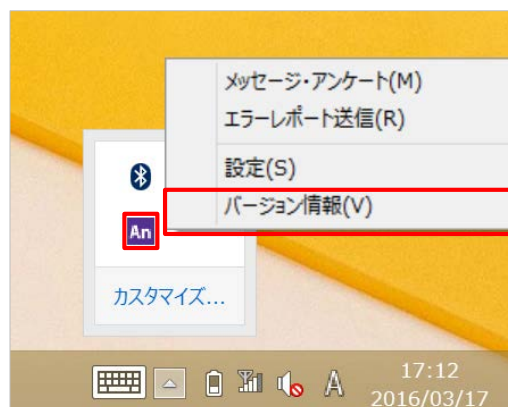 メッセージ・アンケート(M)
エラーレポート送信(R)
設定(S)
バージョン情報(V)
An
カスタマイズ...
A
17:12
2016/03/17